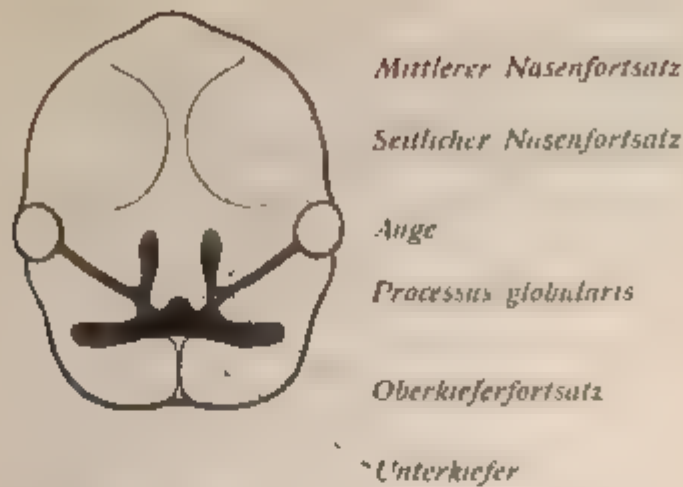 Mittlerer Nasenfortsatz
Seitlicher Nasenfortsatz
Auge
Processus globularis
Oberkieferfortsatz
Unterkiefer